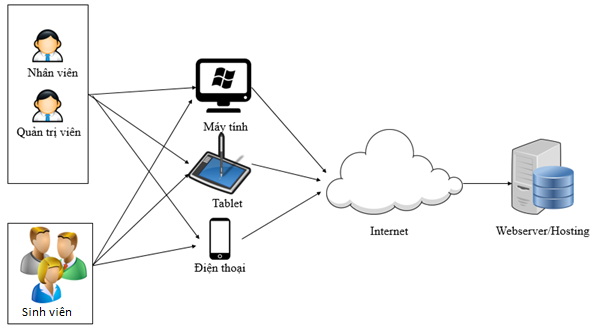 Nhân viên
Quản trị viên
Sinh viên
Máy tính
Tablet
Điện thoại
Internet
Webserver/Hosting